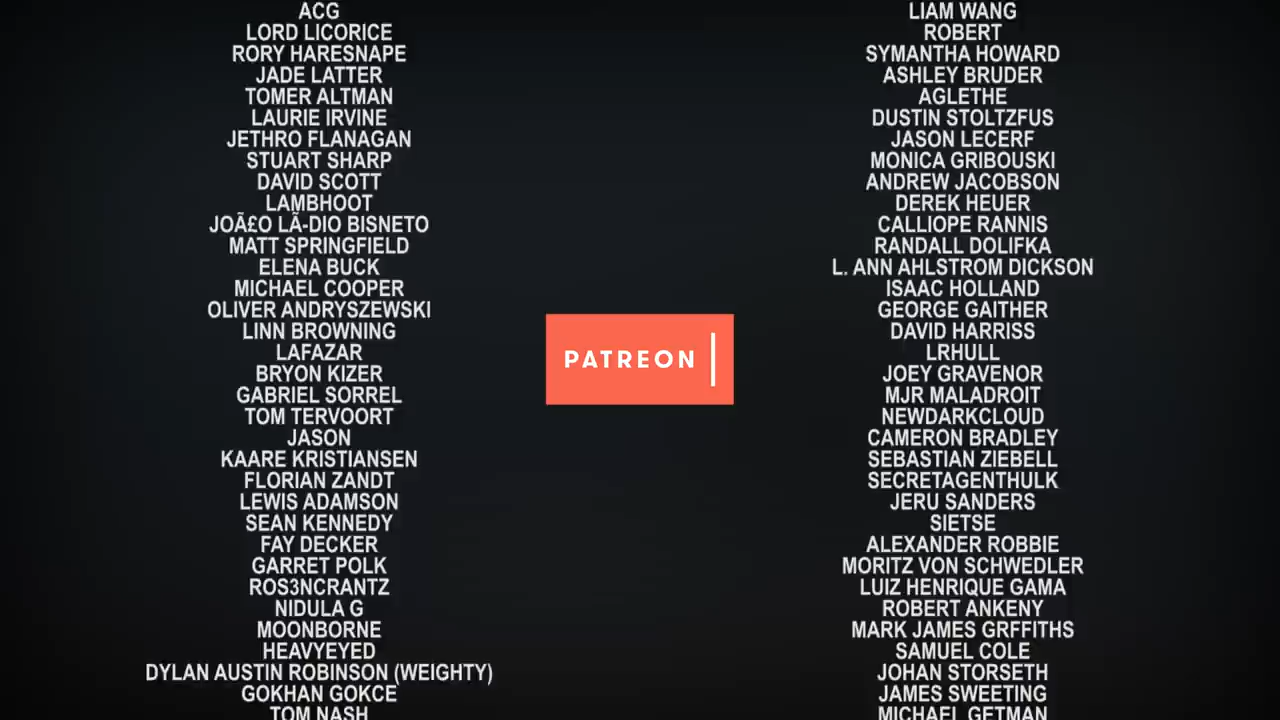 ACG
LORD LICORICE
RORY HARESNAPE
JADE LATTER
TOMER ALTMAN
LAURIE IRVINE
JETHRO FLANAGAN
STUART SHARP
DAVID SCOTT
LAMBHOOT
JOÃ£O LÃ-DIO BISNETO
MATT SPRINGFIELD
ELENA BUCK
MICHAEL COOPER
OLIVER ANDRYSZEWSKI
LINN BROWNING
LAFAZAR
BRYON KIZER
GABRIEL SORREL
TOM TERVOORT
JASON
KAARE KRISTIANSEN
FLORIAN ZANDT
LEWIS ADAMSON
SEAN KENNEDY
FAY DECKER
GARRET POLK
ROS3NCRANTZ
NIDULA G
MOONBORNE
HEAVYEYED
DYLAN AUSTIN ROBINSON (WEIGHTY)
GOKHAN GOKCE
TOM NASH
PATREON
LIAM WANG
ROBERT
SYMANTHA HOWARD
ASHLEY BRUDER
AGLETHE
DUSTIN STOLTZFUS
JASON LECERF
MONICA GRIBOUSKI
ANDREW JACOBSON
DEREK HEUER
CALLIOPE RANNIS
RANDALL DOLIFKA
L. ANN AHLSTROM DICKSON
ISAAC HOLLAND
GEORGE GAITHER
DAVID HARRISS
LRHULL
JOEY GRAVENOR
MJR MALADROIT
NEWDARKCLOUD
CAMERON BRADLEY
SEBASTIAN ZIEBELL
SECRETAGENTHULK
JERU SANDERS
SIETSE
ALEXANDER ROBBIE
MORITZ VON SCHWEDLER
LUIZ HENRIQUE GAMA
ROBERT ANKENY
MARK JAMES GRFFITHS
SAMUEL COLE
JOHAN STORSETH
JAMES SWEETING
MICHAEL GETMAN